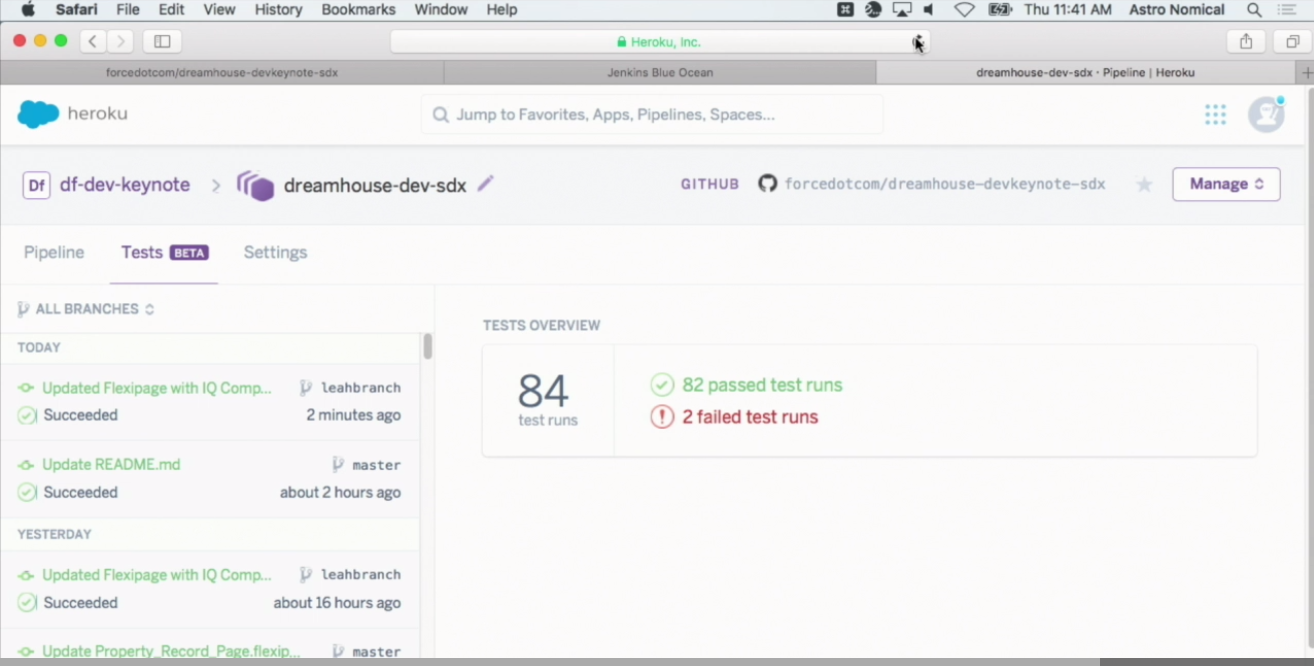 Safari File Edit View History Bookmarks Window Help Thu 11:41 AM Astro Nomical
Heroku, Inc.
forcedotcom/dreamhouse-devkeynote-sdx Jenkins Blue Ocean dreamhouse-dev-sdx · Pipeline | Heroku
heroku Jump to Favorites, Apps, Pipelines, Spaces...
Df df-dev-keynote > dreamhouse-dev-sdx GITHUB forcedotcom/dreamhouse-devkeynote-sdx Manage
Pipeline Tests BETA Settings
ALL BRANCHES
TODAY
Updated Flexipage with IQ Comp... leahbranch
Succeeded 2 minutes ago
Update README.md master
Succeeded about 2 hours ago
YESTERDAY
Updated Flexipage with IQ Comp... leahbranch
Succeeded about 16 hours ago
Update Property_Record_Page.flexip... master
TESTS OVERVIEW
84
test runs
82 passed test runs
2 failed test runs